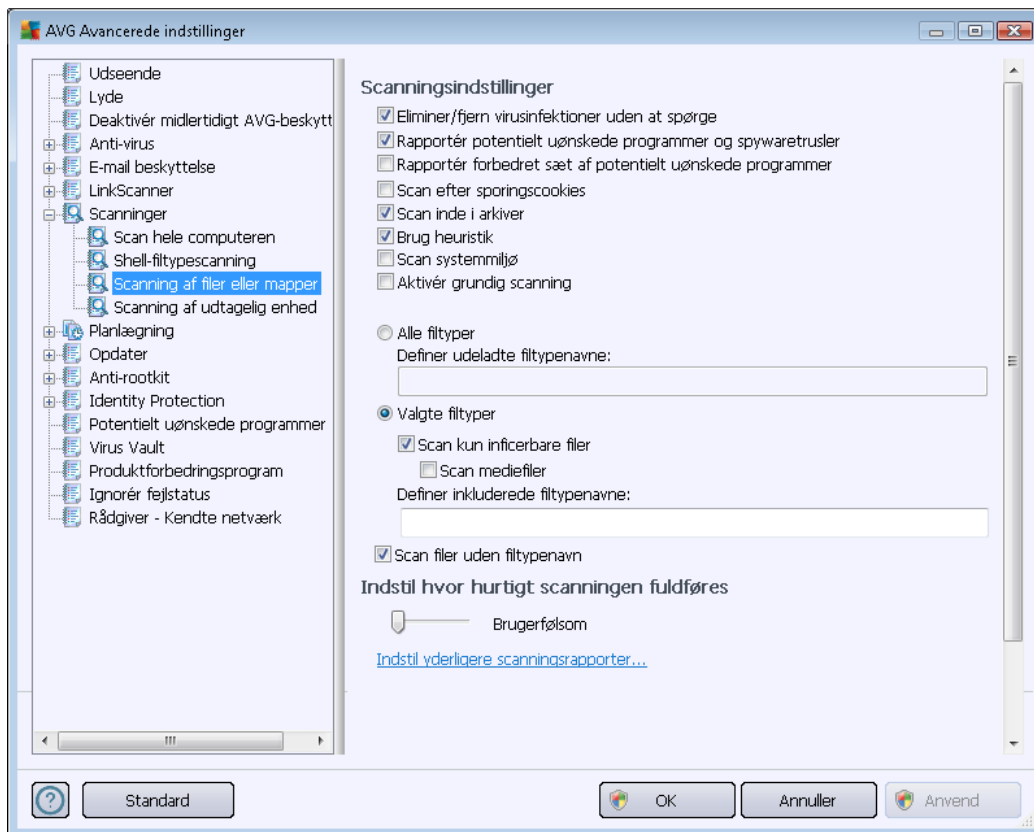 AVG Avancerede indstillinger
Udseende
Lyde
Deaktivér midlertidigt AVG-beskytt
Anti-virus
E-mail beskyttelse
LinkScanner
Scanninger
Scan hele computeren
Shell-filtypescanning
Scanning af filer eller mapper
Scanning af udtagelig enhed
Planlægning
Opdater
Anti-rootkit
Identity Protection
Potentielt uønskede programmer
Virus Vault
Produktforbedringsprogram
Ignorér fejlstatus
Rådgiver - Kendte netværk
Scanningsindstillinger
Eliminer/fjern virusinfektioner uden at spørge
Rapportér potentielt uønskede programmer og spywaretrusler
Rapportér forbedret sæt af potentielt uønskede programmer
Scan efter sporingscookies
Scan inde i arkiver
Brug heuristik
Scan systemmiljø
Aktivér grundig scanning
Alle filtyper
Definer udeladte filtypenavne:
Valgte filtyper
Scan kun inficerbare filer
Scan mediefiler
Definer inkluderede filtypenavne:
Scan filer uden filtypenavn
Indstil hvor hurtigt scanningen fuldføres
Brugerfølsom
Indstil yderligere scanningsrapporter...
Standard
OK
Annuller
Anvend